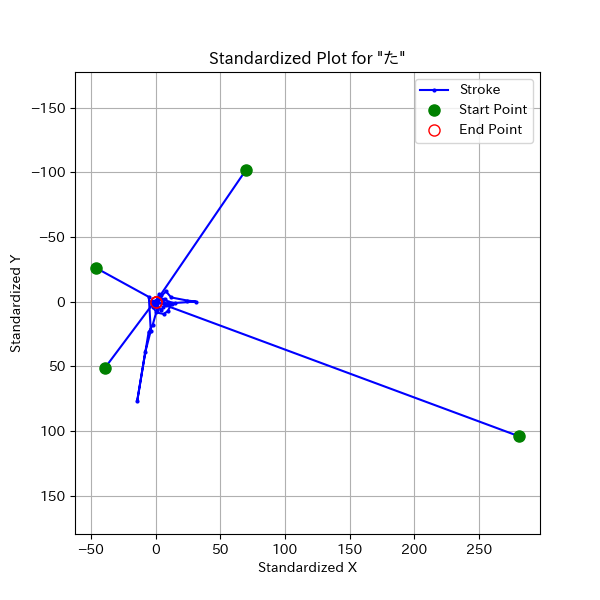 Standardized Plot for "た"
Stroke
Start Point
End Point
−150
−100
−50
0
50
100
150
Standardized Y
−50 0 50 100 150 200 250
Standardized X